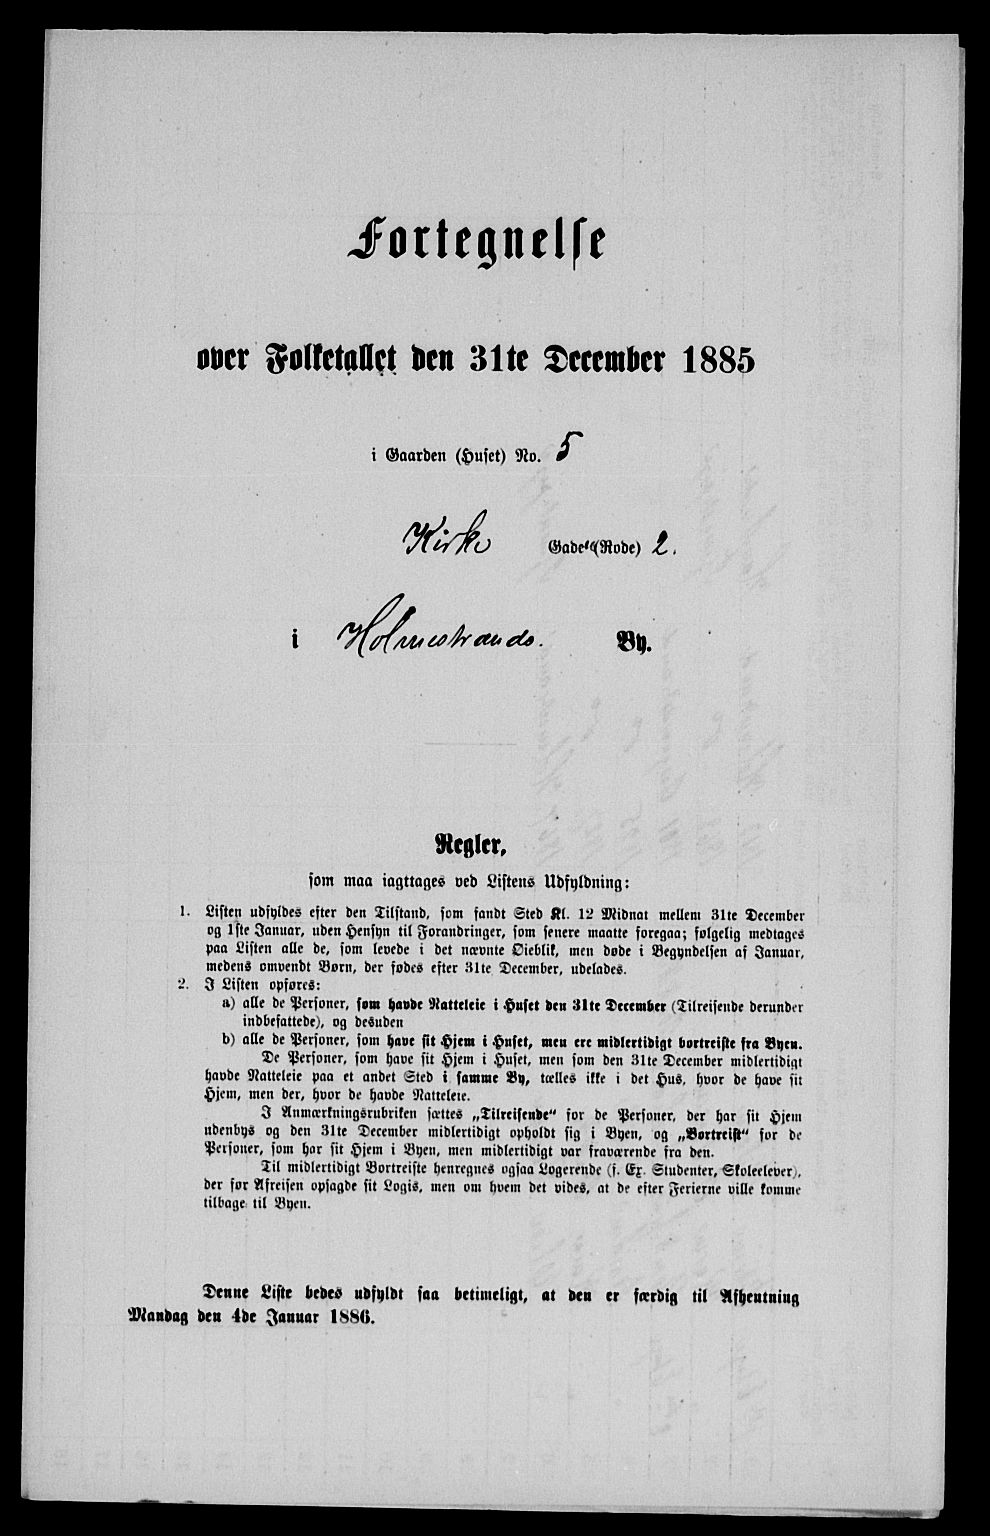 Fortegnelse
over Folketallet den 31te December 1885
i Gaarden (Huset) No. 5
Kirke Gade (Rode) 2.
i Holmestrands. By.
Regler,
som maa iagttages ved Listens Udfyldning:
1. Listen udfyldes efter den Tilstand, som fandt Sted Kl. 12 Midnat mellem 31te December
og 1ste Januar, uden Hensyn til Forandringer, som senere maatte foregaa; følgelig medtages
paa Listen alle de, som levede i det nævnte Øieblik, men døde i Begyndelsen af Januar,
medens omvendt Børn, der fødes efter 31te December, udelades.
2. I Listen opføres:
a) alle de Personer, som havde Natteleie i Huset den 31te December (Tilreisende derunder
indbefattede), og desuden
b) alle de Personer, som have sit Hjem i Huset, men ere midlertidigt bortreiste fra Byen.
De Personer, som have sit Hjem i Huset, men som den 31te December midlertidigt
havde Natteleie paa et andet Sted i samme By, tælles ikke i det Hus, hvor de have sit
Hjem, men der, hvor de havde Natteleie.
I Anmærkningsrubriken sættes „Tilreisende“ for de Personer, der har sit Hjem
udenbys og den 31te December midlertidigt opholdt sig i Byen, og „Bortreist“ for de
Personer, som har sit Hjem i Byen, men midlertidigt var fraværende fra den.
Til midlertidigt Bortreiste henregnes ogsaa Logerende (f. Ex. Studenter, Skoleelever),
der før Afreisen opsagde sit Logis, men om hvem det vides, at de efter Ferierne ville komme
tilbage til Byen.
Denne Liste bedes udfyldt saa betimeligt, at den er færdig til Afhentning
Mandag den 4de Januar 1886.